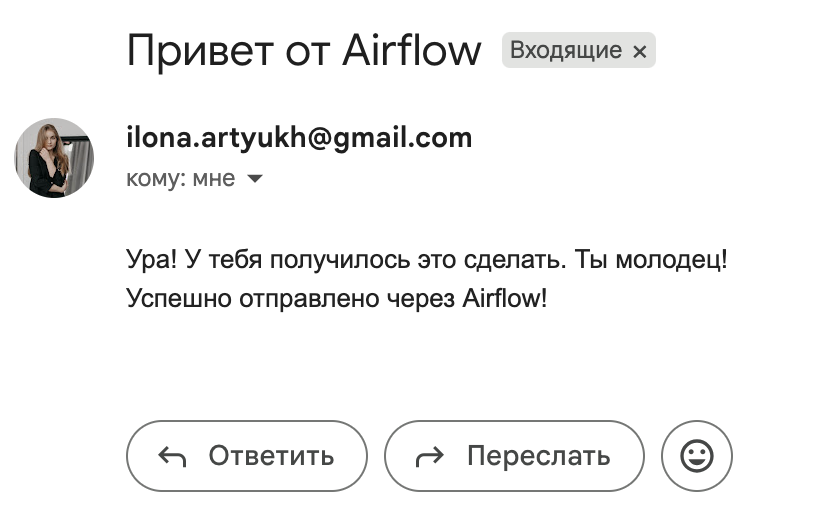 Привет от Airflow Входящие ×
ilona.artyukh@gmail.com
кому: мне
Ура! У тебя получилось это сделать. Ты молодец!
Успешно отправлено через Airflow!
Ответить Переслать